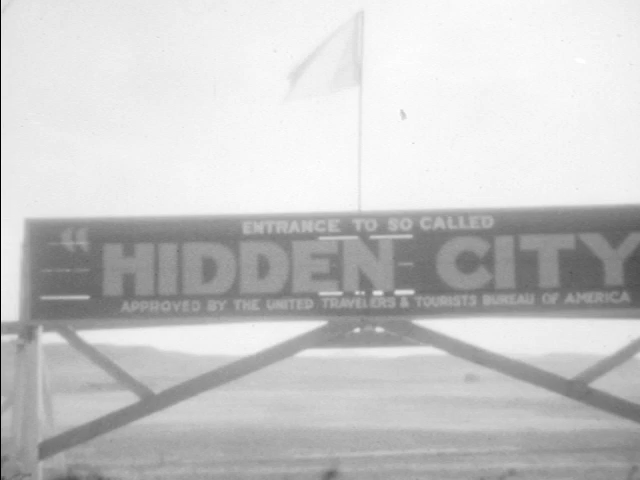 ENTRANCE TO SO CALLED
“HIDDEN CITY
APPROVED BY THE UNITED TRAVELERS & TOURISTS BUREAU OF AMERICA